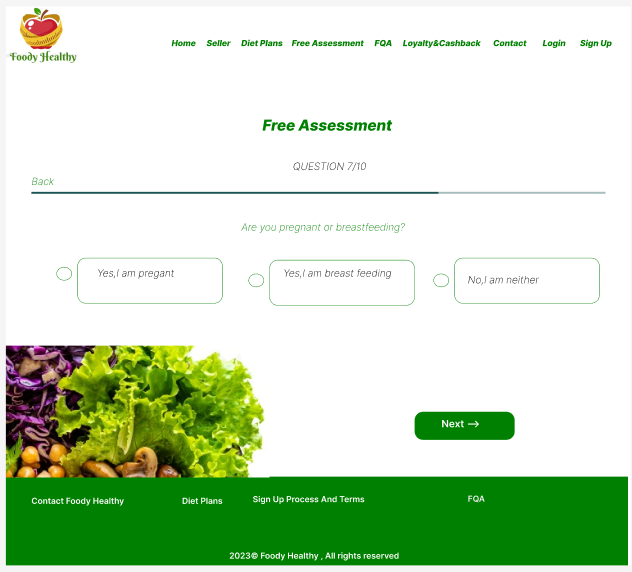 Foody Healthy
Home Seller Diet Plans Free Assessment FQA Loyalty&Cashback Contact Login Sign Up
Free Assessment
QUESTION 7/10
Back
Are you pregnant or breastfeeding?
Yes,I am pregant
Yes,I am breast feeding
No,I am neither
Next →
Contact Foody Healthy Diet Plans Sign Up Process And Terms FQA
2023© Foody Healthy , All rights reserved